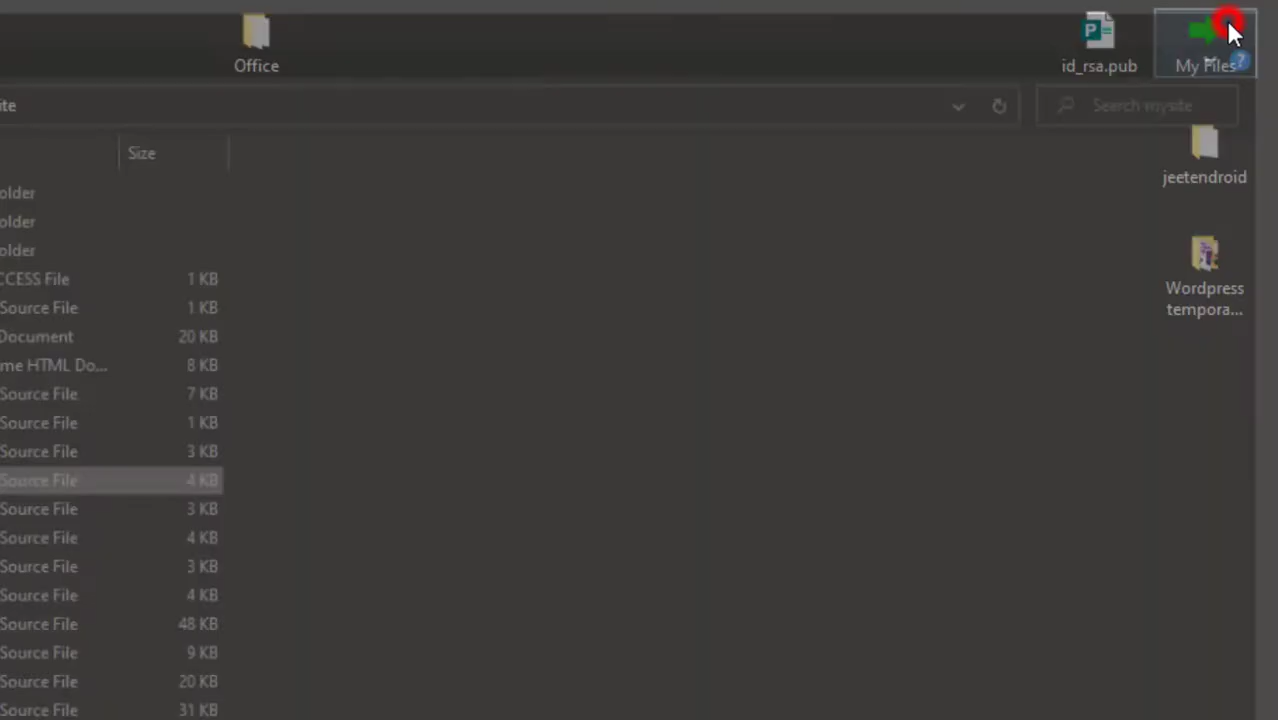 Office
id_rsa.pub
My Files
?
ite
Search mysite
Size
jeetendroid
Wordpress
tempora...
older
older
older
CCESS File 1 KB
Source File 1 KB
Document 20 KB
me HTML Do... 8 KB
Source File 7 KB
Source File 1 KB
Source File 3 KB
Source File 4 KB
Source File 3 KB
Source File 4 KB
Source File 3 KB
Source File 4 KB
Source File 48 KB
Source File 9 KB
Source File 20 KB
Source File 31 KB